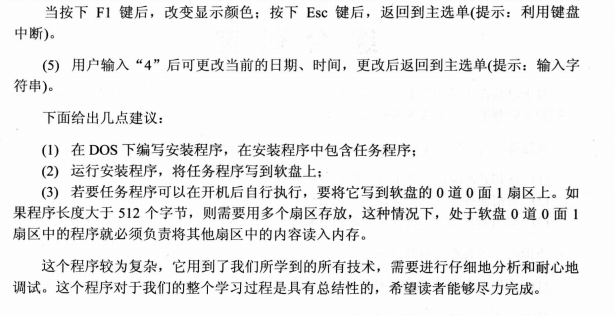 当按下 F1 键后，改变显示颜色；按下 Esc 键后，返回到主选单(提示：利用键盘
中断)。
(5) 用户输入“4”后可更改当前的日期、时间，更改后返回到主选单(提示：输入字
符串)。
下面给出几点建议：
(1) 在 DOS 下编写安装程序，在安装程序中包含任务程序；
(2) 运行安装程序，将任务程序写到软盘上；
(3) 若要任务程序可以在开机后自行执行，要将它写到软盘的 0 道 0 面 1 扇区上。如
果程序长度大于 512 个字节，则需要用多个扇区存放，这种情况下，处于软盘 0 道 0 面 1
扇区中的程序就必须负责将其他扇区中的内容读入内存。
这个程序较为复杂，它用到了我们所学到的所有技术，需要进行仔细地分析和耐心地
调试。这个程序对于我们的整个学习过程是具有总结性的，希望读者能够尽力完成。